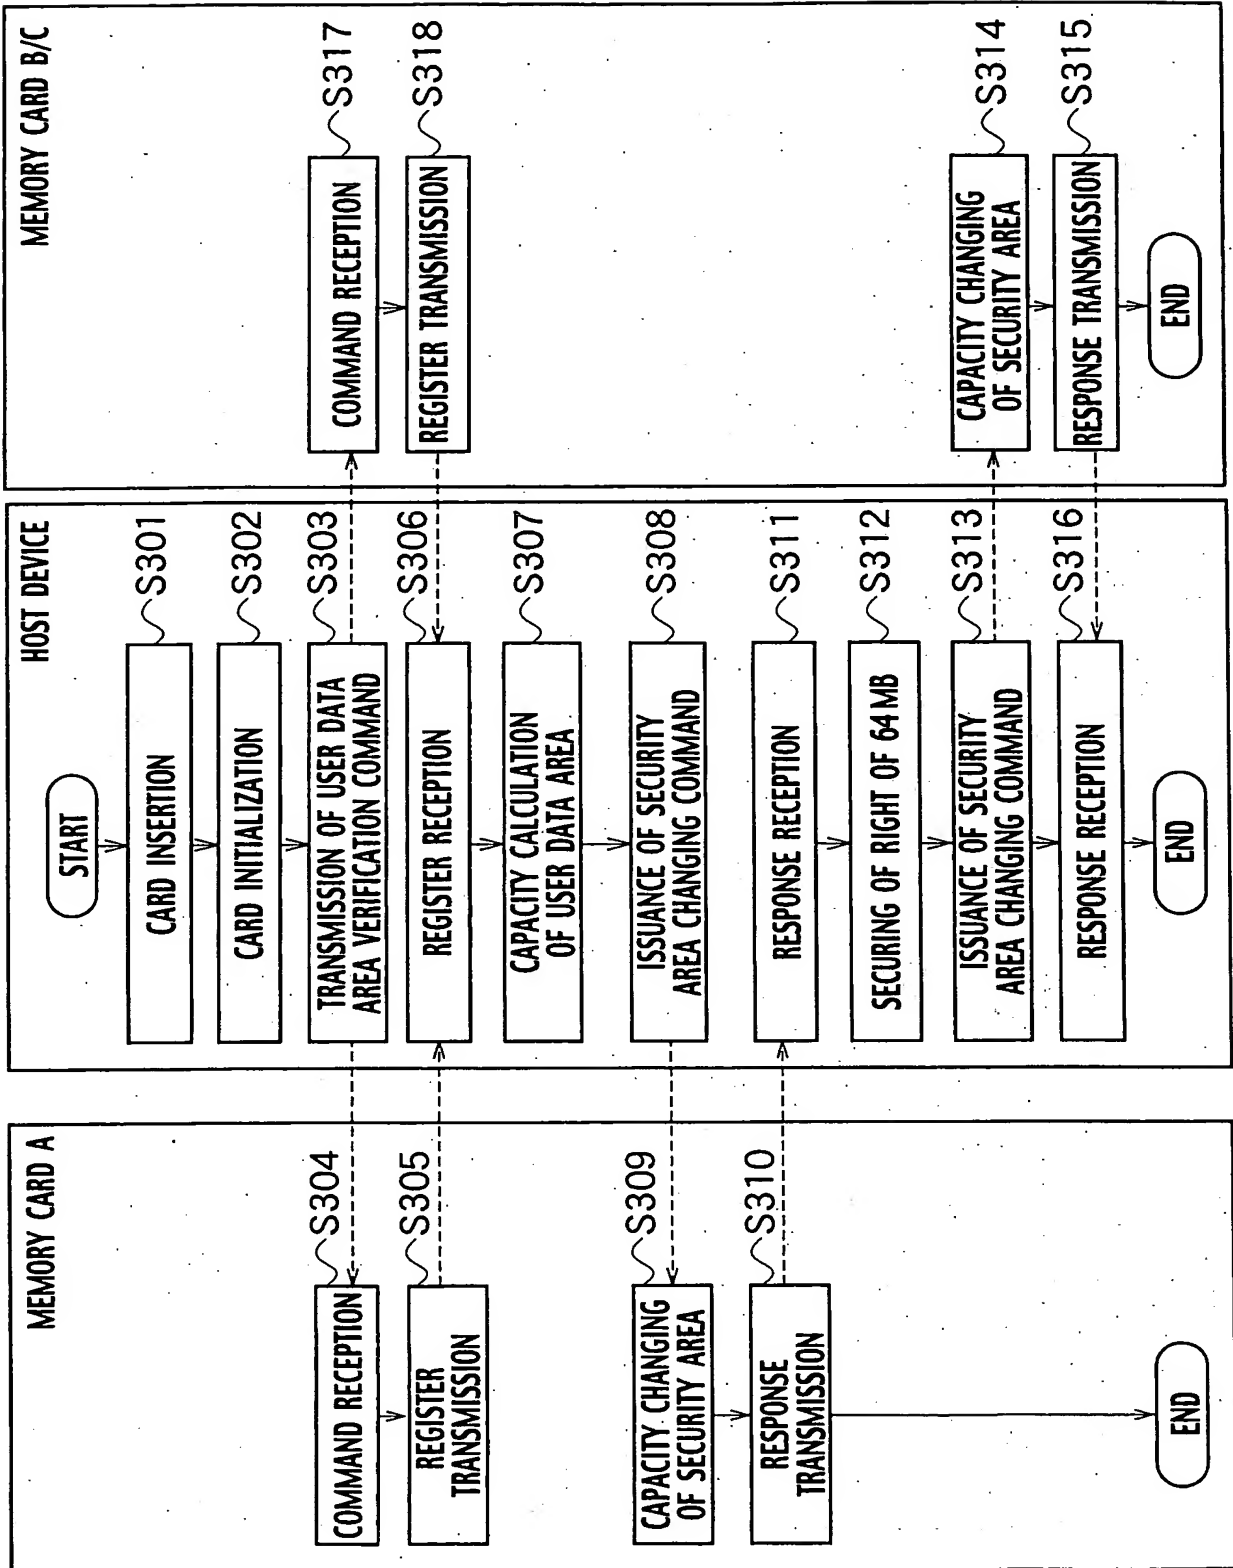 MEMORY CARD A
COMMAND RECEPTION
S304
REGISTER
TRANSMISSION
S305
CAPACITY CHANGING
OF SECURITY AREA
S309
RESPONSE
TRANSMISSION
S310
END
HOST DEVICE
START
CARD INSERTION
S301
CARD INITIALIZATION
S302
TRANSMISSION OF USER DATA
AREA VERIFICATION COMMAND
S303
REGISTER RECEPTION
S306
CAPACITY CALCULATION
OF USER DATA AREA
S307
ISSUANCE OF SECURITY
AREA CHANGING COMMAND
S308
RESPONSE RECEPTION
S311
SECURING OF RIGHT OF 64 MB
S312
ISSUANCE OF SECURITY
AREA CHANGING COMMAND
S313
RESPONSE RECEPTION
S316
END
MEMORY CARD B/C
COMMAND RECEPTION
S317
REGISTER TRANSMISSION
S318
CAPACITY CHANGING
OF SECURITY AREA
S314
RESPONSE TRANSMISSION
S315
END